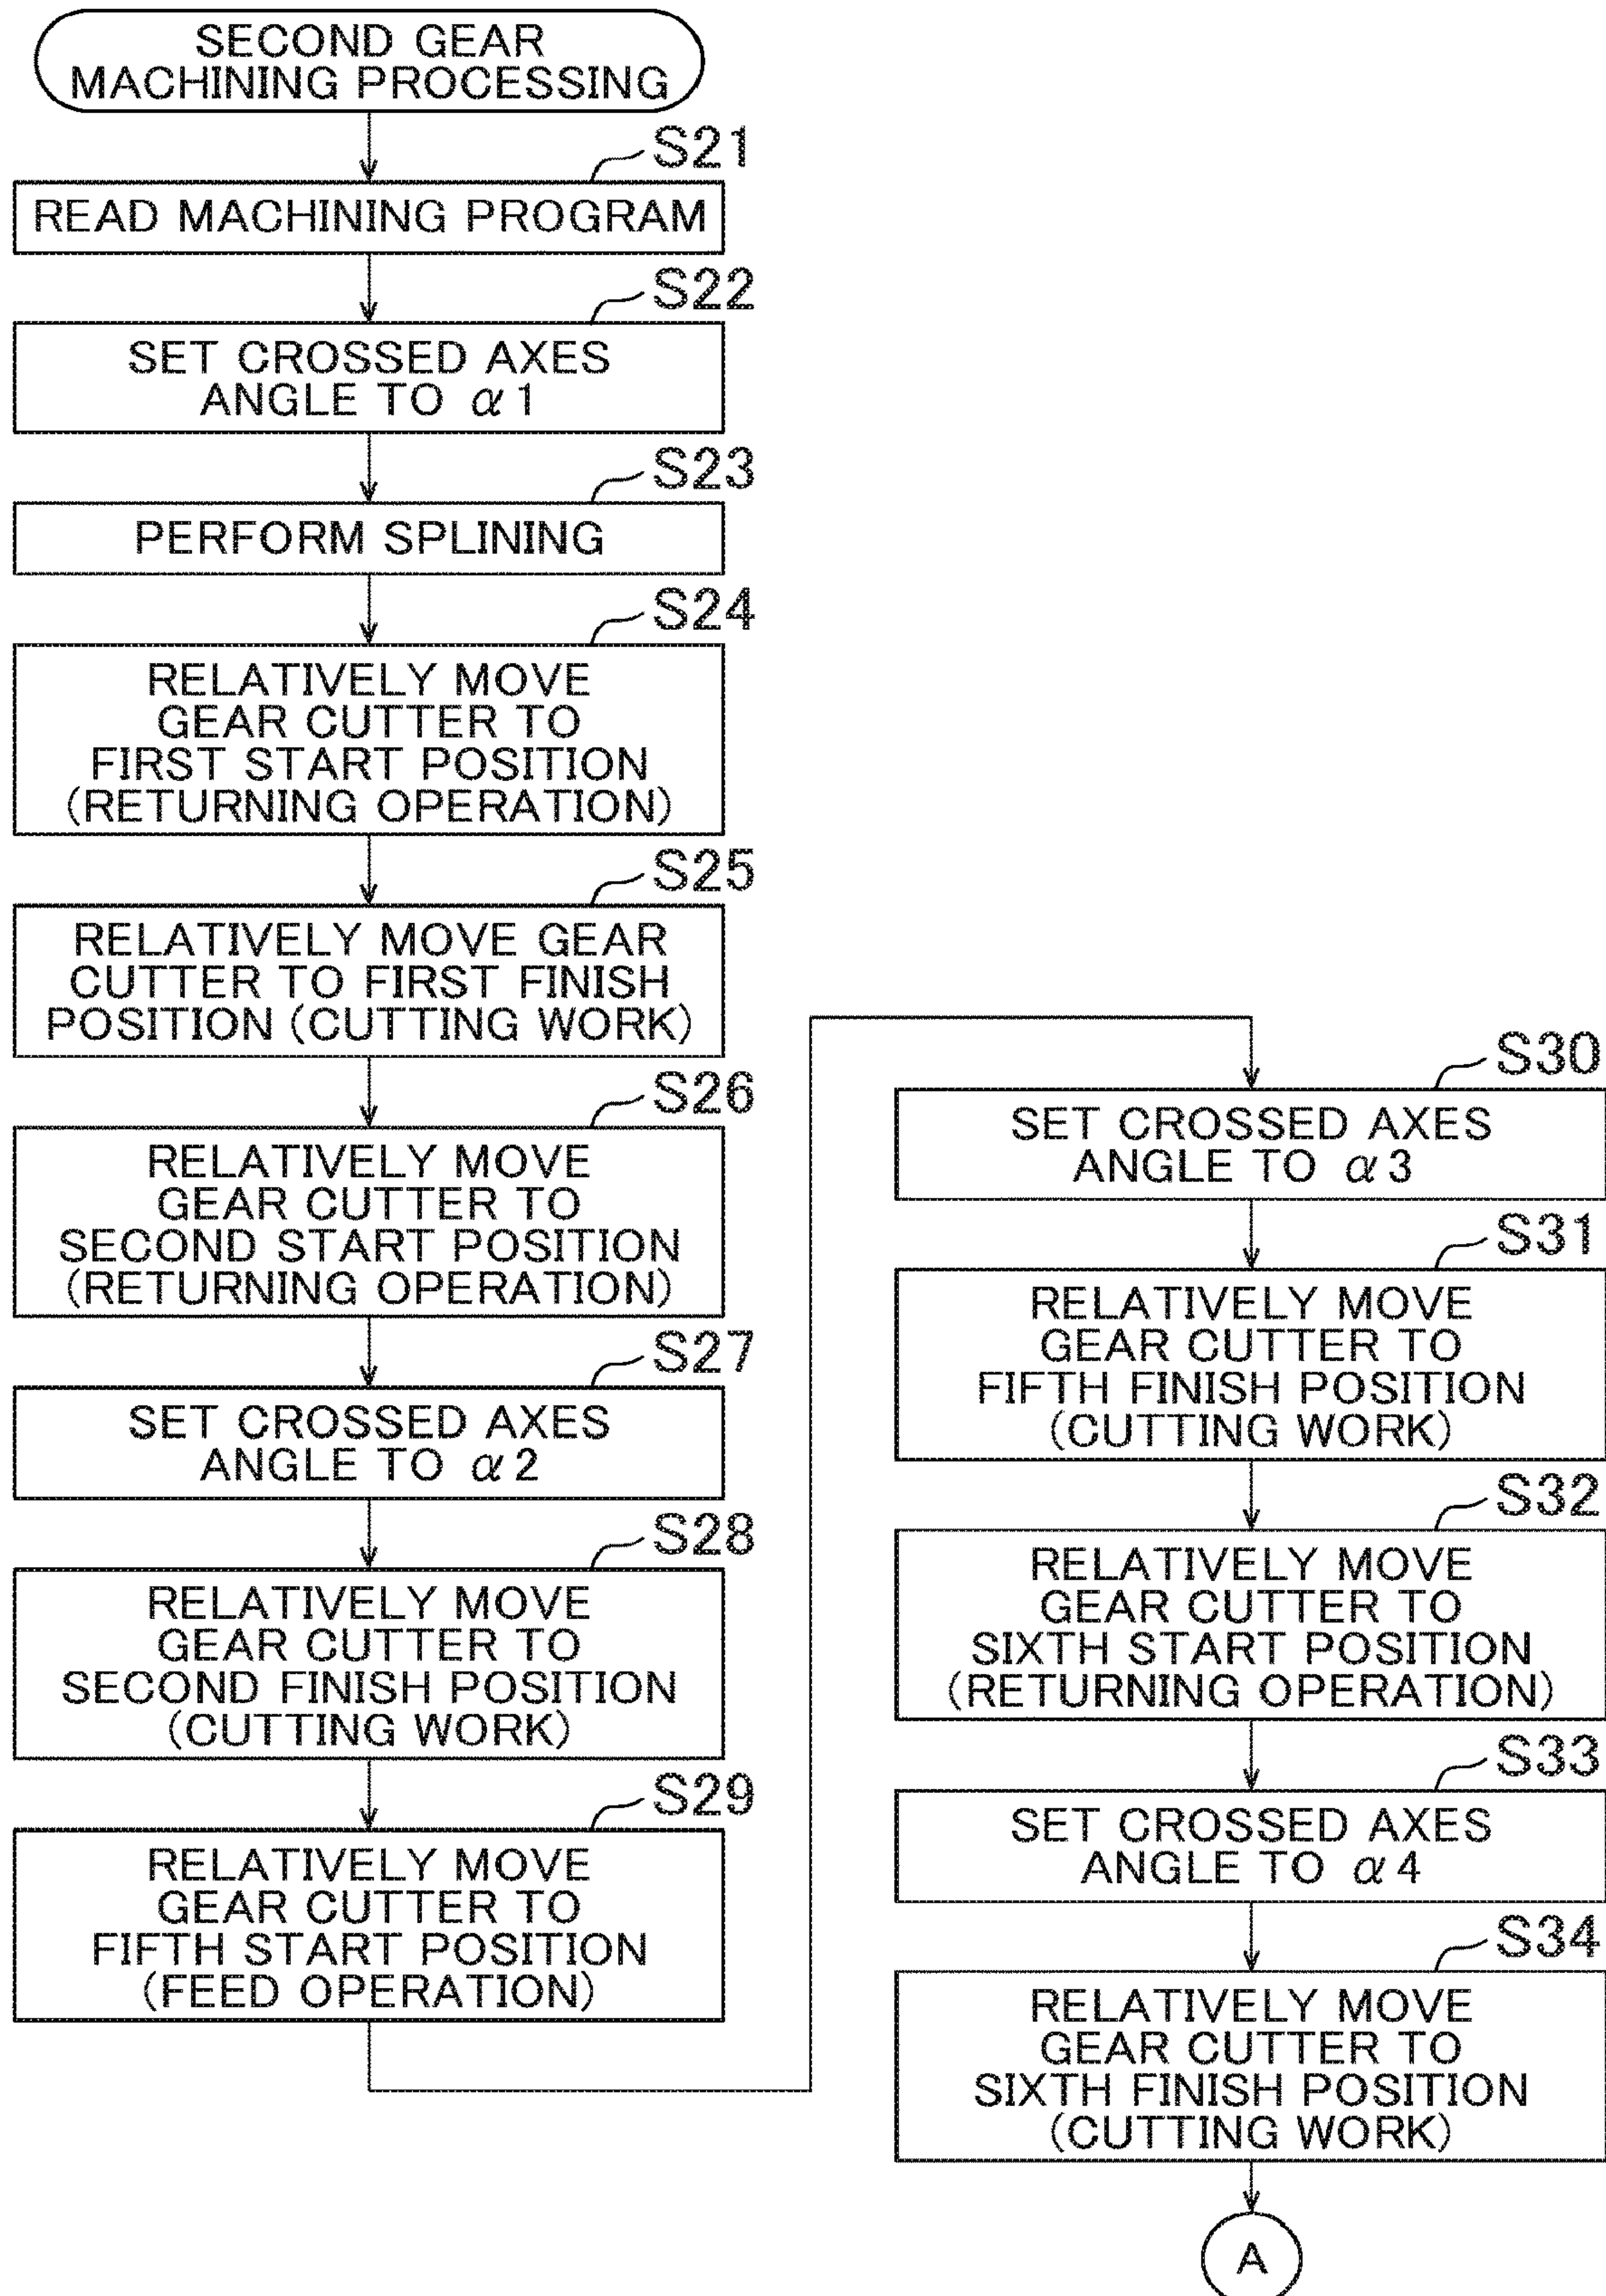 SECOND GEAR
MACHINING PROCESSING
S21
READ MACHINING PROGRAM
S22
SET CROSSED AXES
ANGLE TO α1
S23
PERFORM SPLINING
S24
RELATIVELY MOVE
GEAR CUTTER TO
FIRST START POSITION
(RETURNING OPERATION)
S25
RELATIVELY MOVE GEAR
CUTTER TO FIRST FINISH
POSITION (CUTTING WORK)
S26
RELATIVELY MOVE
GEAR CUTTER TO
SECOND START POSITION
(RETURNING OPERATION)
S27
SET CROSSED AXES
ANGLE TO α2
S28
RELATIVELY MOVE
GEAR CUTTER TO
SECOND FINISH POSITION
(CUTTING WORK)
S29
RELATIVELY MOVE
GEAR CUTTER TO
FIFTH START POSITION
(FEED OPERATION)
S30
SET CROSSED AXES
ANGLE TO α3
S31
RELATIVELY MOVE
GEAR CUTTER TO
FIFTH FINISH POSITION
(CUTTING WORK)
S32
RELATIVELY MOVE
GEAR CUTTER TO
SIXTH START POSITION
(RETURNING OPERATION)
S33
SET CROSSED AXES
ANGLE TO α4
S34
RELATIVELY MOVE
GEAR CUTTER TO
SIXTH FINISH POSITION
(CUTTING WORK)
A